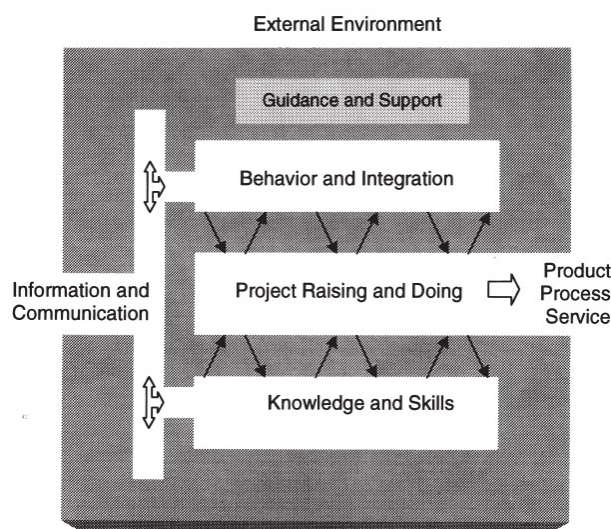 External Environment
Guidance and Support
Behavior and Integration
Information and
Communication
Project Raising and Doing
Product
Process
Service
Knowledge and Skills